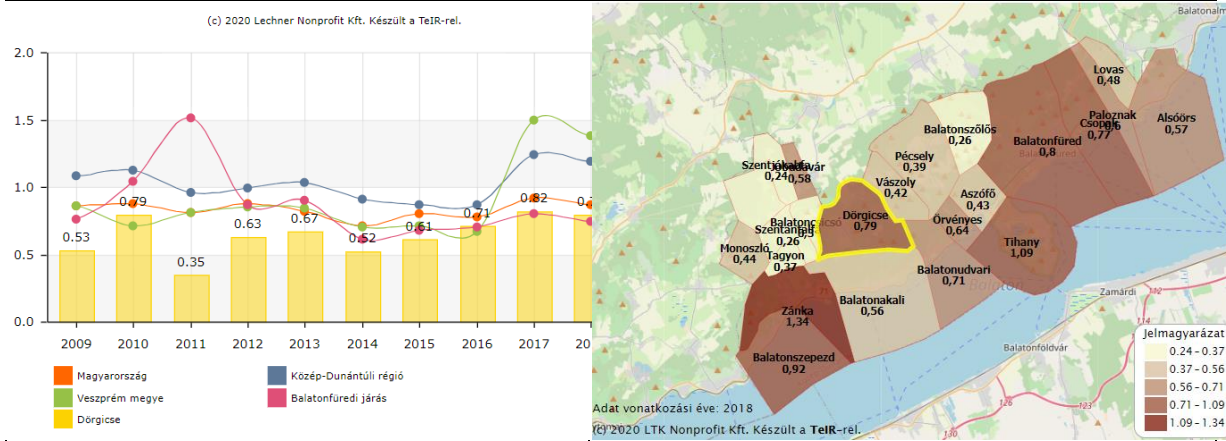 (c) 2020 Lechner Nonprofit Kft. Készült a TeIR-rel.
2.0
1.5
1.0
0.5
0.0
0.53
0.79
0.35
0.63
0.67
0.52
0.61
0.71
0.82
2009 2010 2011 2012 2013 2014 2015 2016 2017
Magyarország
Közép-Dunántúli régió
Veszprém megye
Balatonfüredi járás
Dörgicse
Lovas
0,48
Paloznak
Csopak
0,77
Alsóörs
0,57
Balatonfüred
0,8
Balatonszőlős
0,26
Pécsely
0,39
0,24
0,58
Vászoly
0,42
Aszófő
0,43
Dörgicse
0,79
Örvényes
0,64
Tihany
1,09
0,26
Monoszló
0,44
Tagyon
0,37
Balatonudvari
0,71
Balatonakali
0,56
Zánka
1,34
Balatonszepezd
0,92
Balaton
Zamárdi
Balatonföldvár
Jelmagyarázat
0.24 - 0.37
0.37 - 0.56
0.56 - 0.71
0.71 - 1.09
1.09 - 1.34
Adat vonatkozási éve: 2018
(c) 2020 LTK Nonprofit Kft. Készült a TeIR-rel.